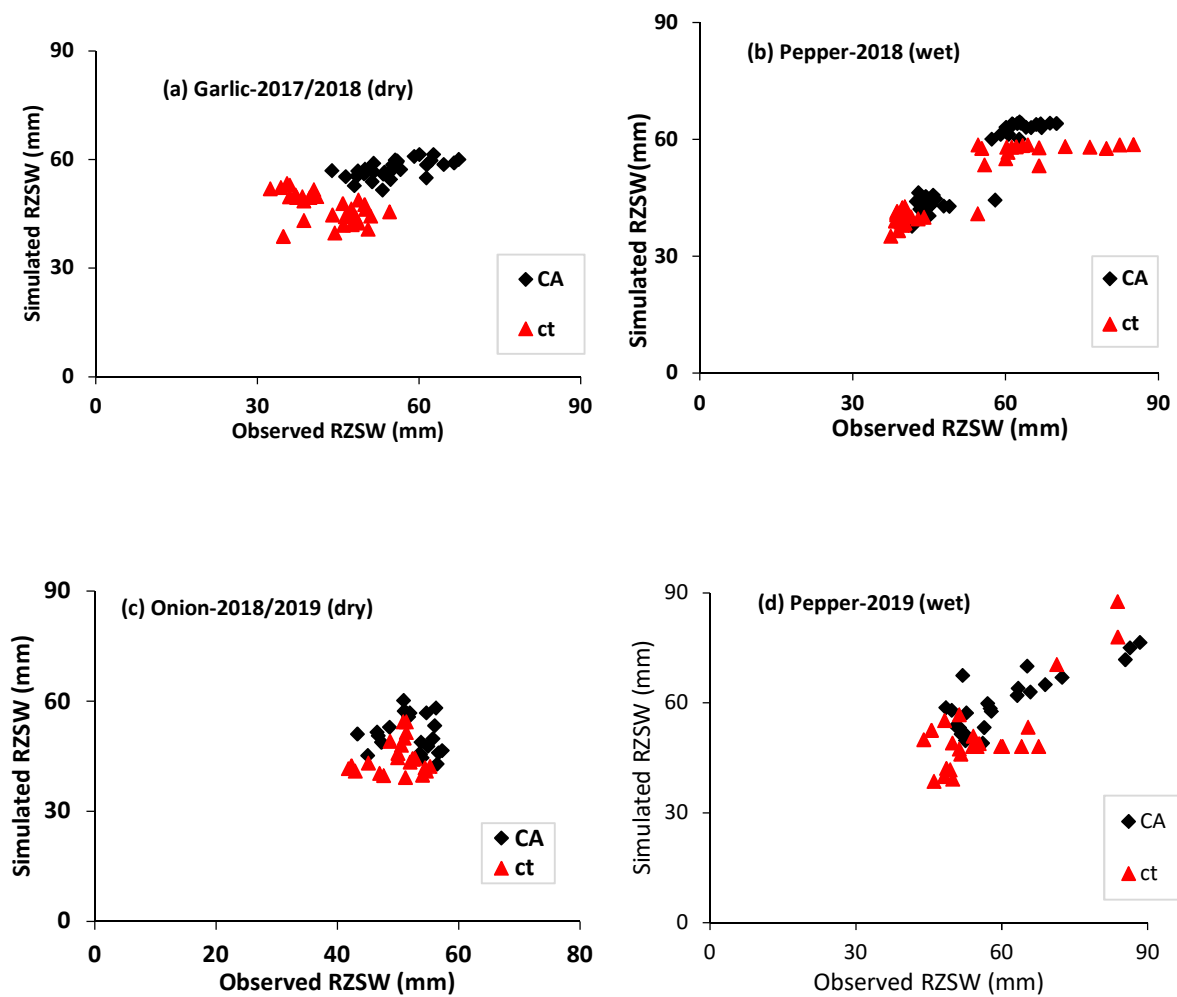 (a) Garlic-2017/2018 (dry)
Simulated RZSW (mm)
90
60
30
0
0 30 60 90
Observed RZSW (mm)
CA
ct
(b) Pepper-2018 (wet)
Simulated RZSW(mm)
90
60
30
0
0 30 60 90
Observed RZSW (mm)
CA
ct
(c) Onion-2018/2019 (dry)
Simulated RZSW (mm)
90
60
30
0
0 20 40 60 80
Observed RZSW (mm)
CA
ct
(d) Pepper-2019 (wet)
Simulated RZSW (mm)
90
60
30
0
0 30 60 90
Observed RZSW (mm)
CA
ct